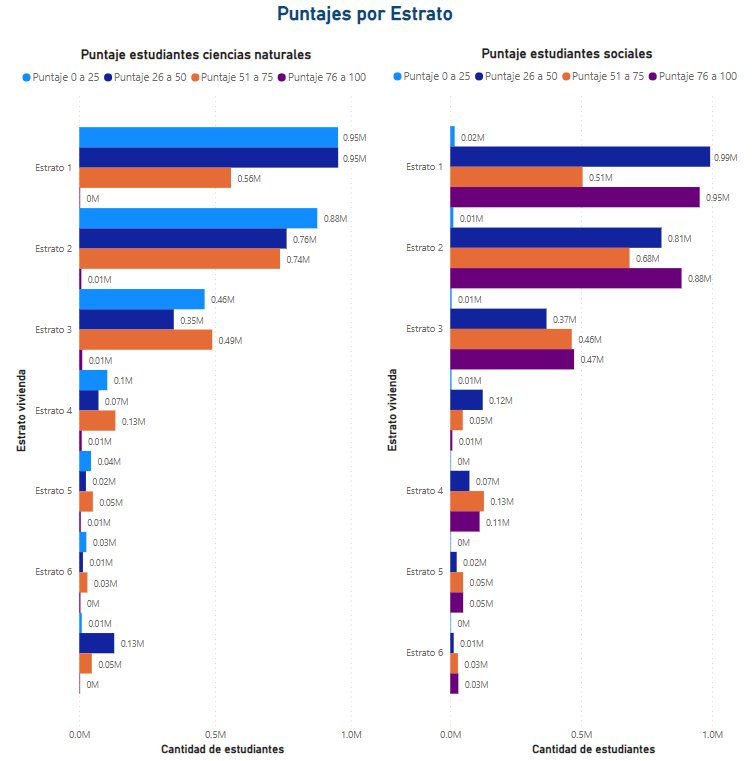 Puntajes por Estrato
Puntaje estudiantes ciencias naturales
Puntaje 0 a 25 Puntaje 26 a 50 Puntaje 51 a 75 Puntaje 76 a 100
Estrato vivienda
Estrato 1
0.95M
0.95M
0.56M
0M
Estrato 2
0.88M
0.76M
0.74M
0.01M
Estrato 3
0.46M
0.35M
0.49M
0.01M
Estrato 4
0.1M
0.07M
0.13M
0.01M
Estrato 5
0.04M
0.02M
0.05M
0.01M
Estrato 6
0.03M
0.01M
0.03M
0M
0.01M
0.13M
0.05M
0M
0.0M 0.5M 1.0M
Cantidad de estudiantes
Puntaje estudiantes sociales
Puntaje 0 a 25 Puntaje 26 a 50 Puntaje 51 a 75 Puntaje 76 a 100
Estrato vivienda
Estrato 1
0.02M
0.99M
0.51M
0.95M
Estrato 2
0.01M
0.81M
0.68M
0.88M
Estrato 3
0.01M
0.37M
0.46M
0.47M
0.01M
0.12M
0.05M
0.01M
Estrato 4
0M
0.07M
0.13M
0.11M
Estrato 5
0M
0.02M
0.05M
0.05M
Estrato 6
0M
0.01M
0.03M
0.03M
0.0M 0.5M 1.0M
Cantidad de estudiantes